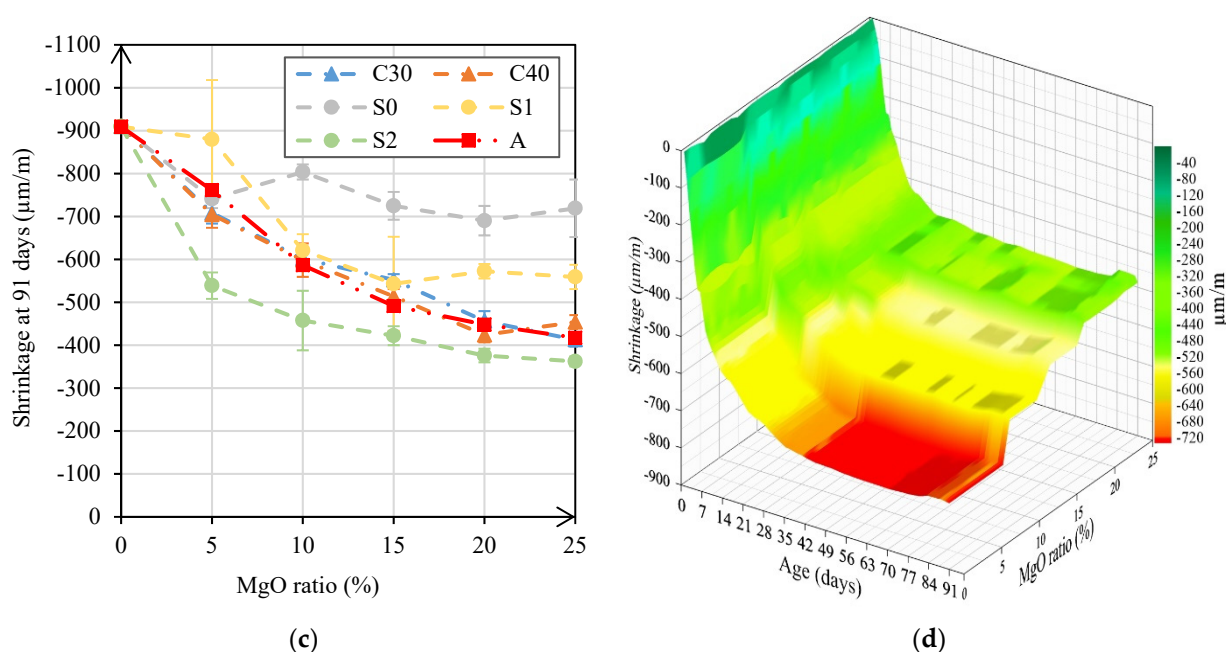 -1100
-1000
-900
-800
-700
-600
-500
-400
-300
-200
-100
0
Shrinkage at 91 days (µm/m)
C30
C40
S0
S1
S2
A
0 5 10 15 20 25
MgO ratio (%)
(c)
0
-100
-200
-300
-400
-500
-600
-700
-800
-900
Shrinkage (µm/m)
0 7 14 21 28 35 42 49 56 63 70 77 84 91
Age (days)
0 5 10 15 20 25
MgO ratio (%)
-40
-80
-120
-160
-200
-240
-280
-320
-360
-400
-440
-480
-520
-560
-600
-640
-680
-720
µm/m
(d)